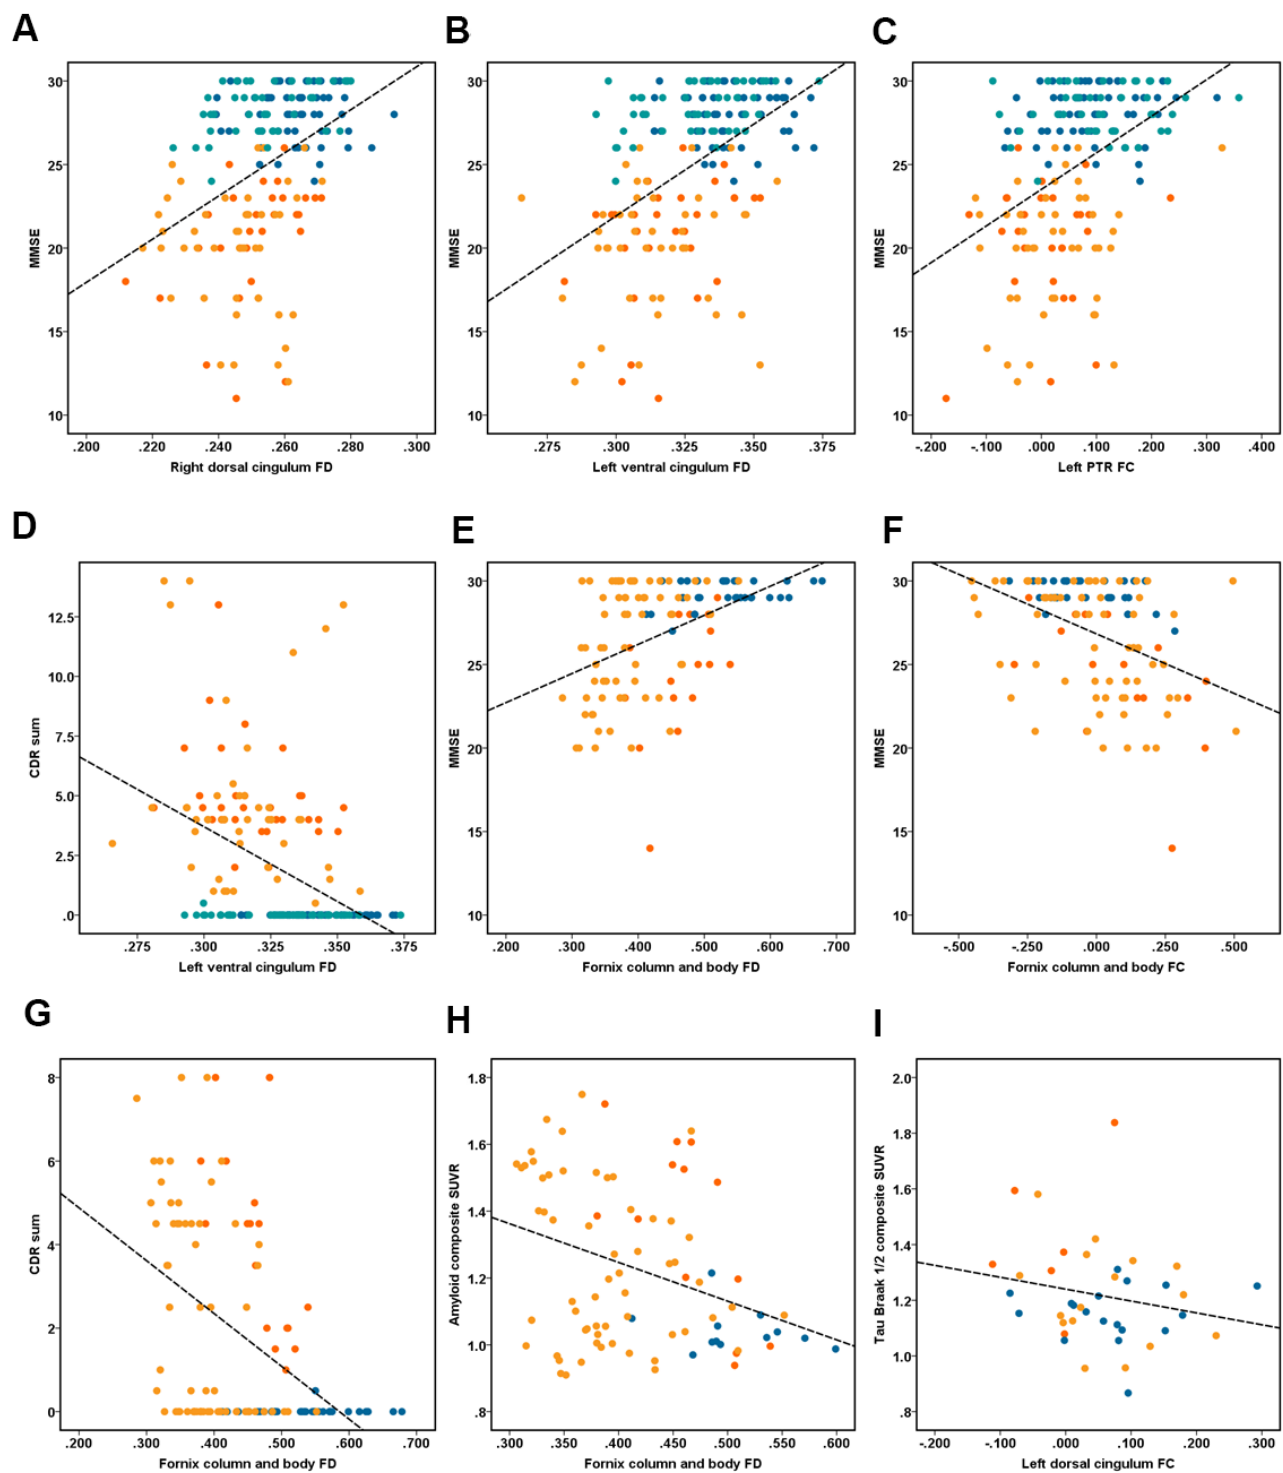 A
B
C
30
25
20
15
10
MMSE
.200 .220 .240 .260 .280 .300
Right dorsal cingulum FD
30
25
20
15
10
MMSE
.275 .300 .325 .350 .375
Left ventral cingulum FD
30
25
20
15
10
MMSE
-.200 -.100 .000 .100 .200 .300 .400
Left PTR FC
D
E
F
12.5
10.0
7.5
5.0
2.5
.0
CDR sum
.275 .300 .325 .350 .375
Left ventral cingulum FD
30
25
20
15
10
MMSE
.200 .300 .400 .500 .600 .700
Fornix column and body FD
30
25
20
15
10
MMSE
-.500 -.250 .000 .250 .500
Fornix column and body FC
G
H
I
8
6
4
2
0
CDR sum
.200 .300 .400 .500 .600 .700
Fornix column and body FD
1.8
1.6
1.4
1.2
1.0
.8
Amyloid composite SUVR
.300 .350 .400 .450 .500 .550 .600
Fornix column and body FD
2.0
1.8
1.6
1.4
1.2
1.0
.8
Tau Braak 1/2 composite SUVR
-.200 -.100 .000 .100 .200 .300
Left dorsal cingulum FC